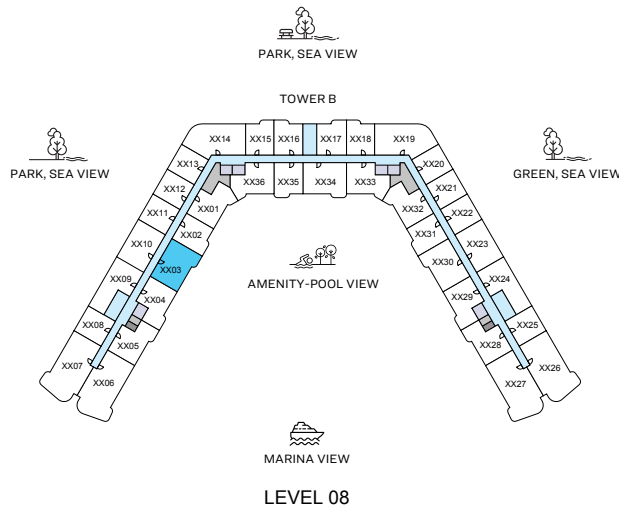 PARK, SEA VIEW
TOWER B
PARK, SEA VIEW
GREEN, SEA VIEW
XX14
XX15
XX16
XX17
XX18
XX19
XX13
XX36
XX35
XX34
XX33
XX20
XX12
XX01
XX32
XX21
XX11
XX02
XX31
XX22
XX10
XX03
XX30
XX23
AMENITY-POOL VIEW
XX09
XX04
XX29
XX24
XX08
XX05
XX28
XX25
XX07
XX06
XX27
XX26
MARINA VIEW
LEVEL 08